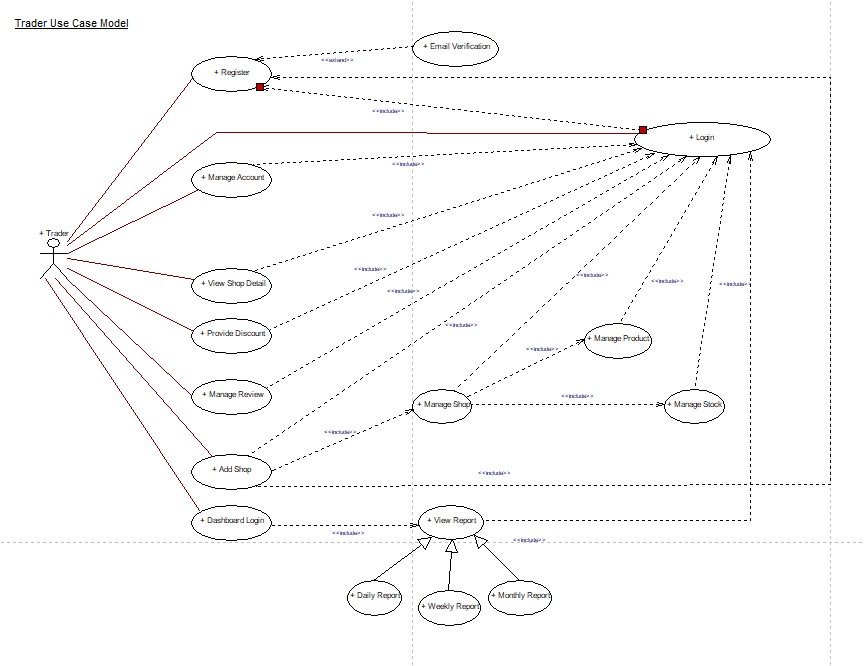 Trader Use Case Model
+ Email Verification
<<extend>>
+ Register
<<include>>
+ Login
<<include>>
+ Manage Account
<<include>>
+ Trader
<<include>>
<<include>>
<<include>>
<<include>>
+ View Shop Detail
<<include>>
<<include>>
+ Provide Discount
+ Manage Product
<<include>>
+ Manage Review
<<include>>
+ Manage Shop
+ Manage Stock
<<include>>
+ Add Shop
<<include>>
+ Dashboard Login
+ View Report
<<include>>
<<include>>
+ Daily Report
+ Monthly Report
+ Weekly Report